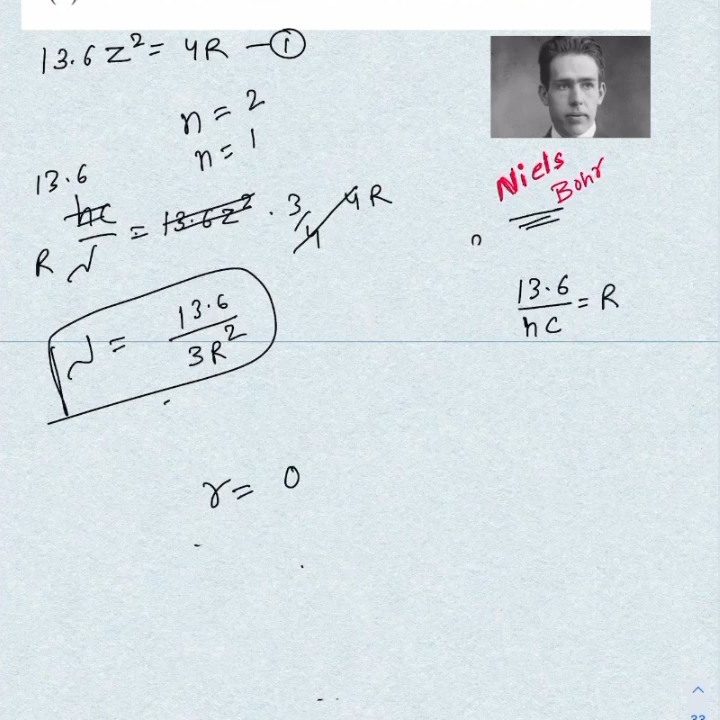 13.6 Z² = 4R —①
n = 2
n = 1
13.6
hc
R λ = 13.6 Z² · 3/4 4R
λ = 13.6 / 3R²
r = 0
Niels
Bohr
13.6 / hc = R